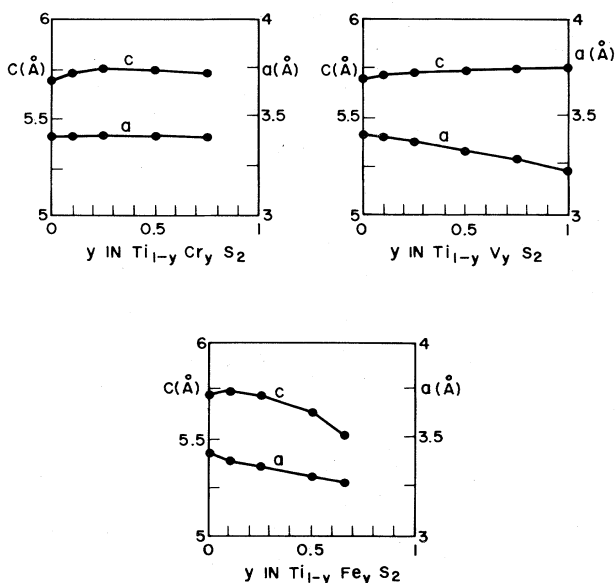 6 4 6 4
C(Å) c a(Å) C(Å) c a(Å)
5.5 3.5 5.5 3.5
a a
5 3 5 3
0 0.5 1 0 0.5 1
y IN Ti1-y Cry S2 y IN Ti1-y Vy S2
6 4
C(Å) c a(Å)
5.5 3.5
a
5 3
0 0.5 1
y IN Ti1-y Fey S2